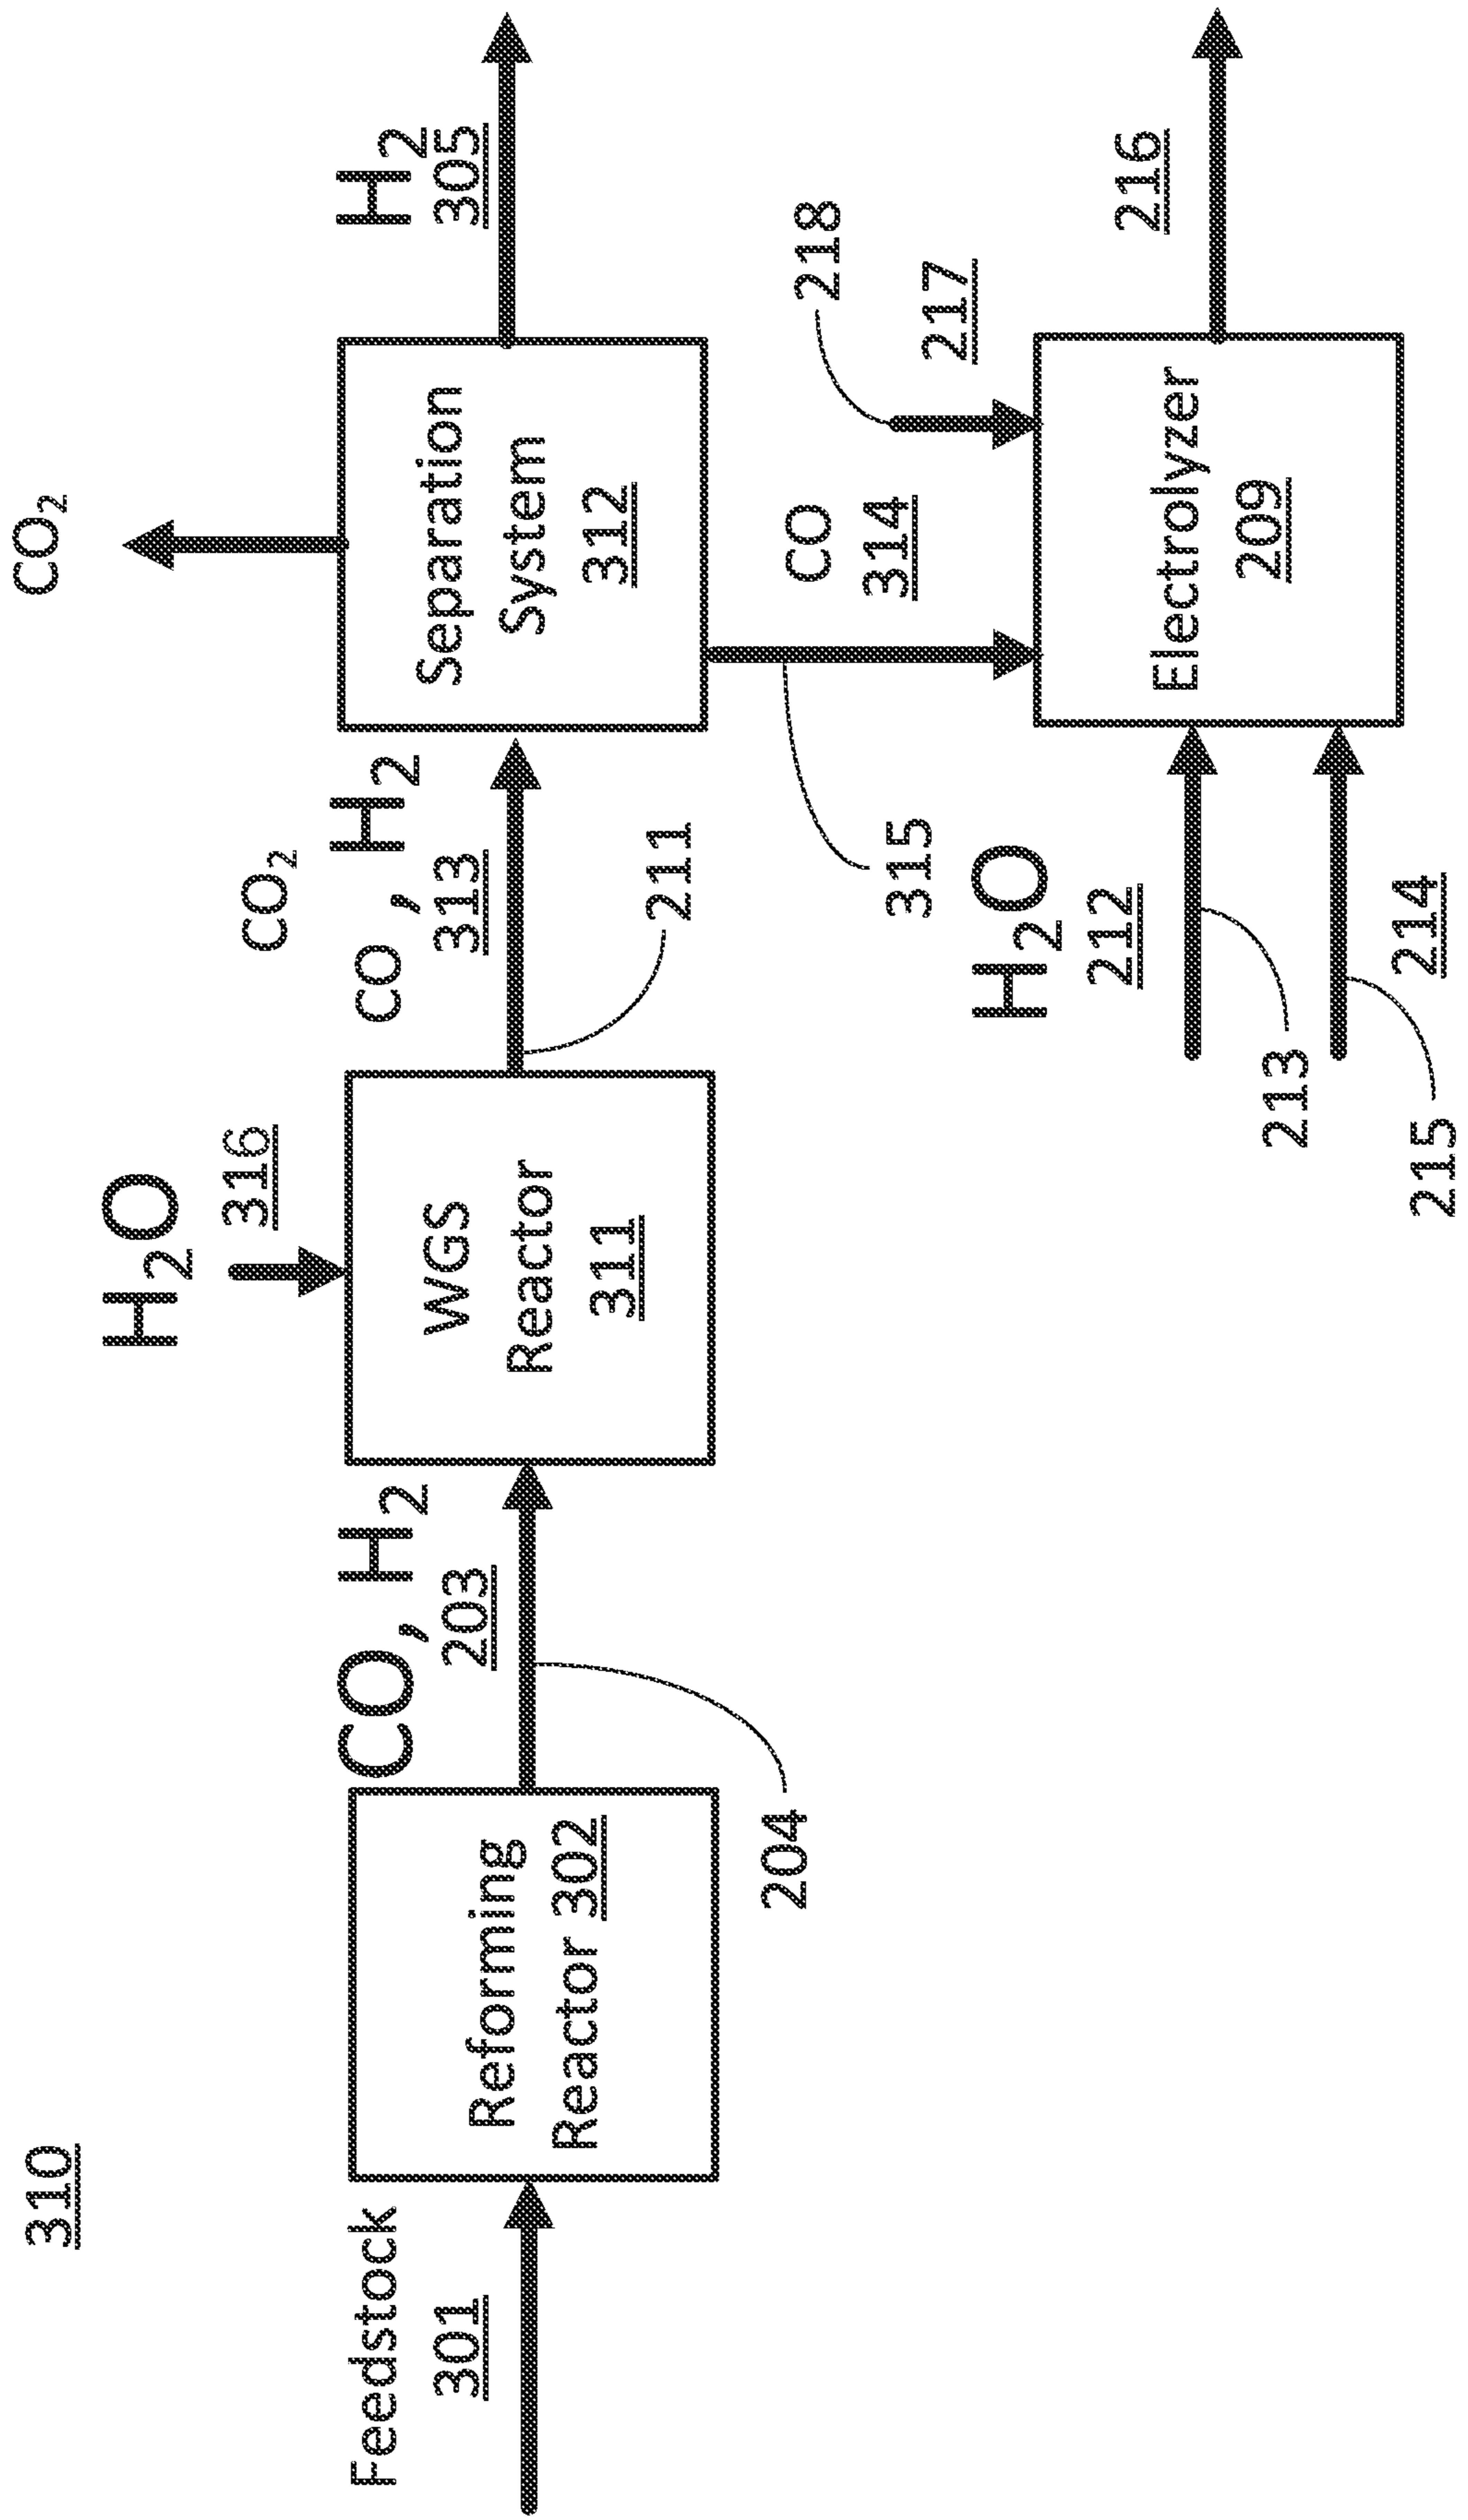 310
Feedstock
301
Reforming
Reactor 302
CO, H2
203
204
H2O
316
WGS
Reactor
311
CO2
CO, H2
313
211
CO2
Separation
System
312
H2
305
CO
314
315
218
217
H2O
212
213
214
215
Electrolyzer
209
216